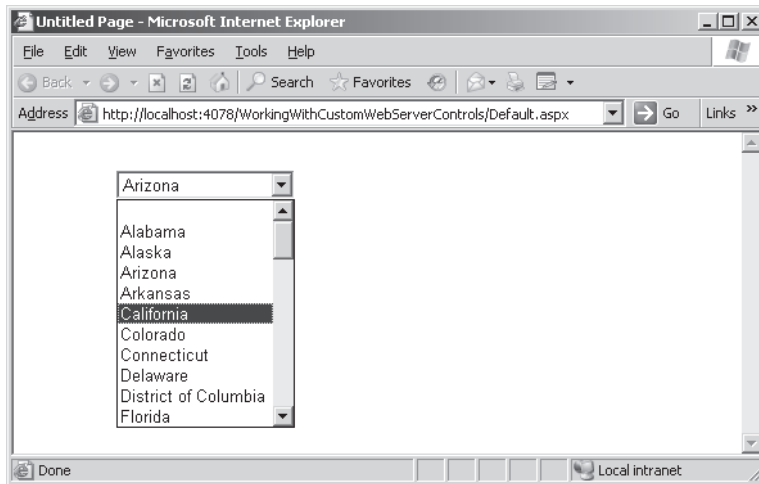 Untitled Page - Microsoft Internet Explorer
File Edit View Favorites Tools Help
Back Search Favorites
Address http://localhost:4078/WorkingWithCustomWebServerControls/Default.aspx Go Links »
Arizona
Alabama
Alaska
Arizona
Arkansas
California
Colorado
Connecticut
Delaware
District of Columbia
Florida
Done Local intranet